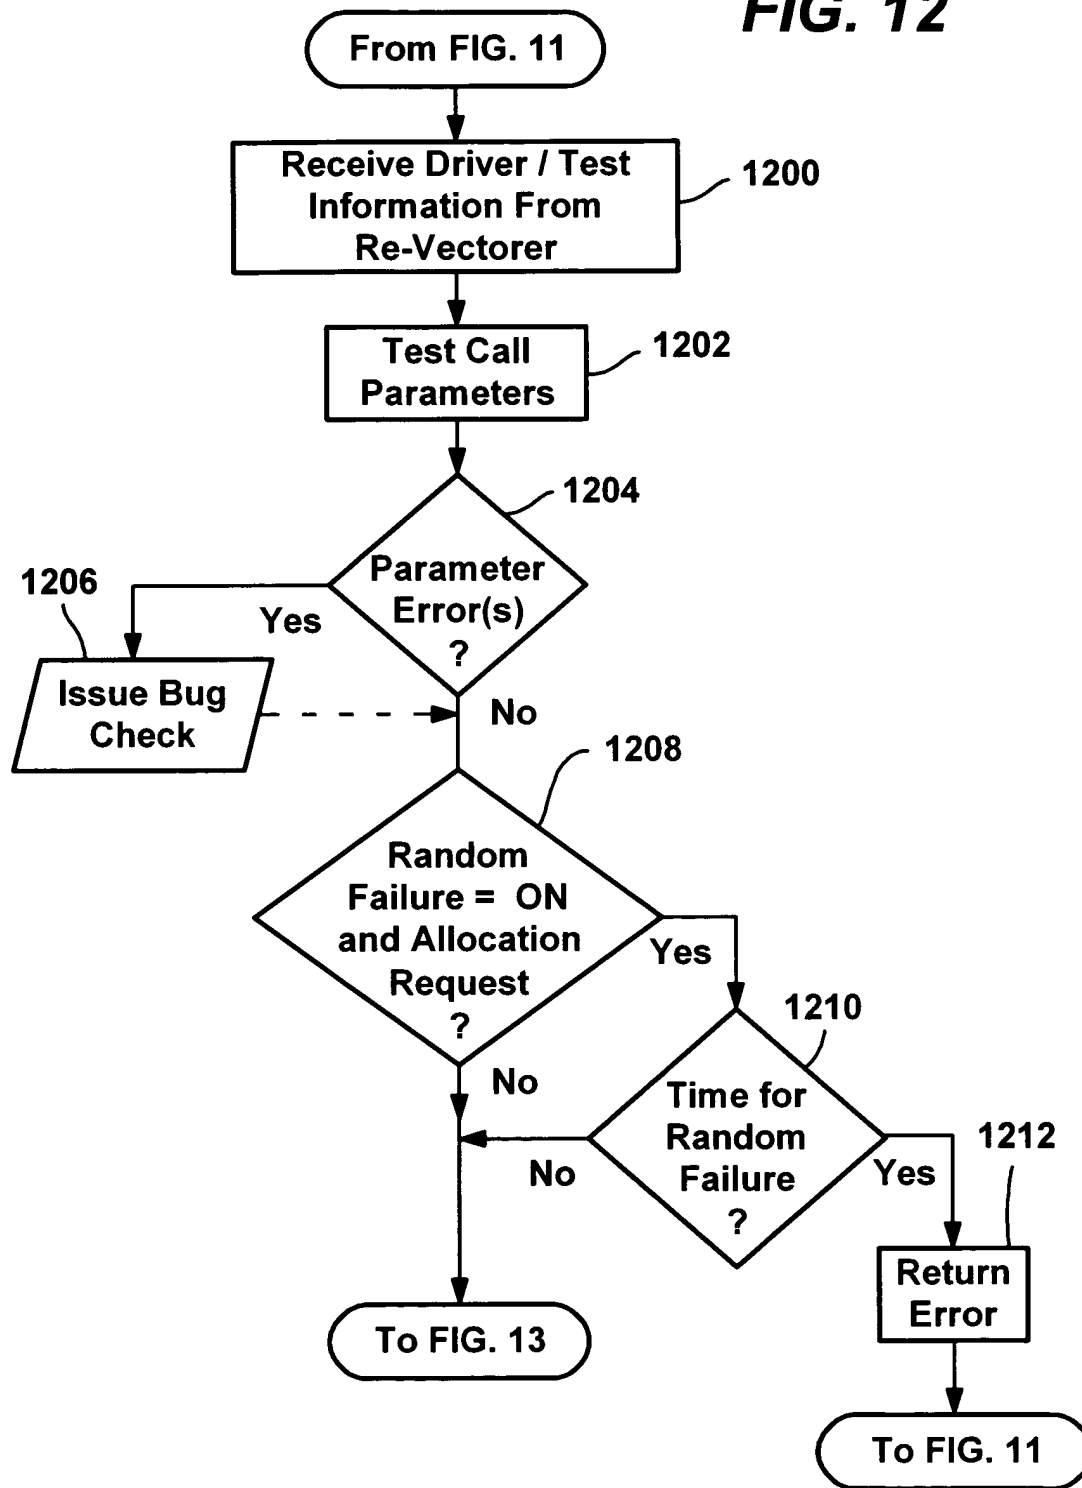 FIG. 12
From FIG. 11
Receive Driver / Test
Information From
Re-Vectorer
1200
Test Call
Parameters
1202
1204
Parameter
Error(s)
?
1206
Yes
Issue Bug
Check
No
1208
Random
Failure = ON
and Allocation
Request
?
Yes
No
1210
Time for
Random
Failure
?
No
Yes
1212
Return
Error
To FIG. 13
To FIG. 11